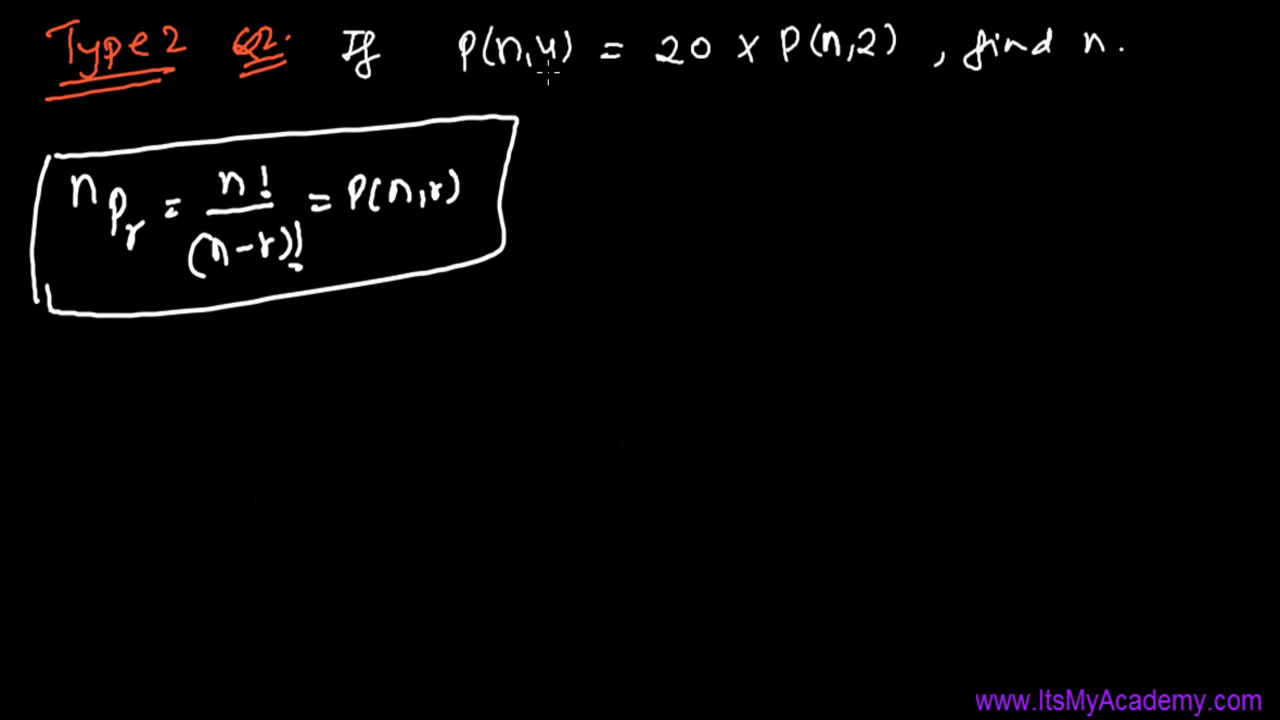 Type 2 Q2. If P(n,4) = 20 × P(n,2) , find n.
nPr = n! / (n-r)! = P(n,r)
www.ItsMyAcademy.com